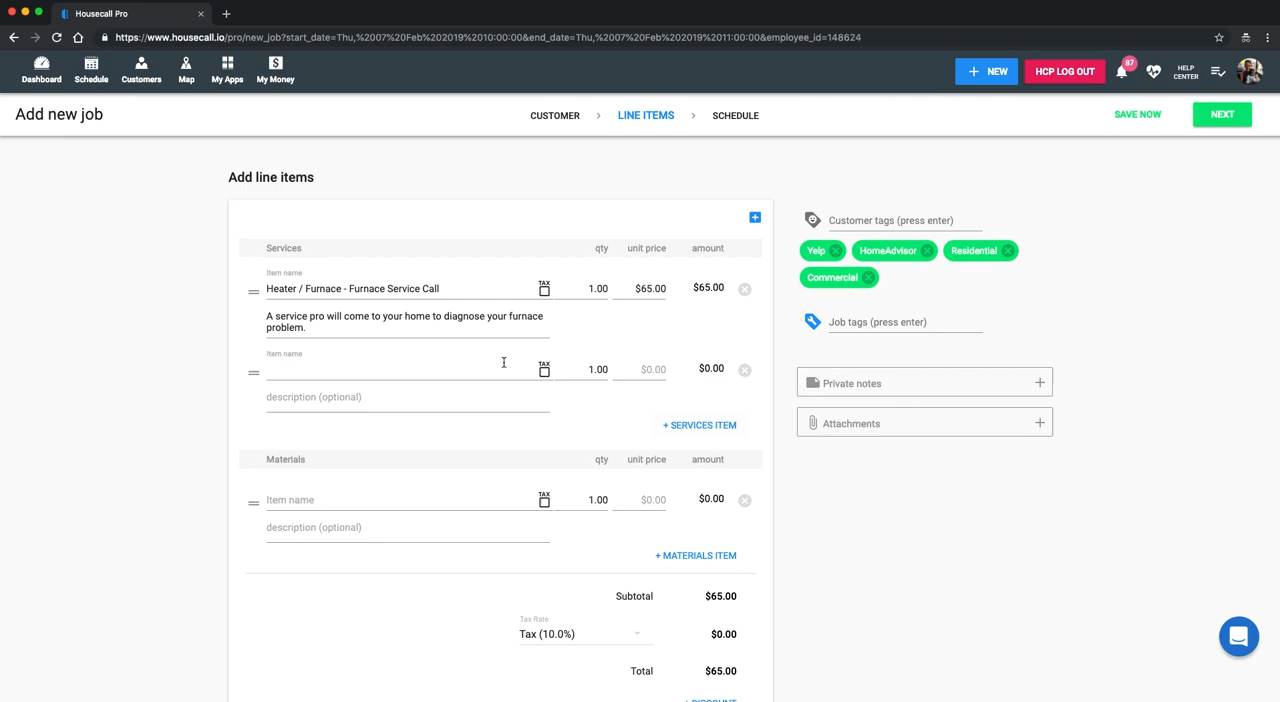 Housecall Pro
https://www.housecall.io/pro/new_job?start_date=Thu,%2007%20Feb%202019%2010:00:00&end_date=Thu,%2007%20Feb%202019%2011:00:00&employee_id=148624
Dashboard
Schedule
Customers
Map
My Apps
My Money
NEW
HCP LOG OUT
87
HELP
CENTER
Add new job
CUSTOMER
LINE ITEMS
SCHEDULE
SAVE NOW
NEXT
Add line items
Services qty unit price amount
Item name
Heater / Furnace - Furnace Service Call TAX 1.00 $65.00 $65.00
A service pro will come to your home to diagnose your furnace
problem.
Item name
TAX 1.00 $0.00 $0.00
description (optional)
+ SERVICES ITEM
Materials qty unit price amount
Item name TAX 1.00 $0.00 $0.00
description (optional)
+ MATERIALS ITEM
Subtotal $65.00
Tax Rate
Tax (10.0%) $0.00
Total $65.00
+ DISCOUNT
Customer tags (press enter)
Yelp
HomeAdvisor
Residential
Commercial
Job tags (press enter)
Private notes
Attachments